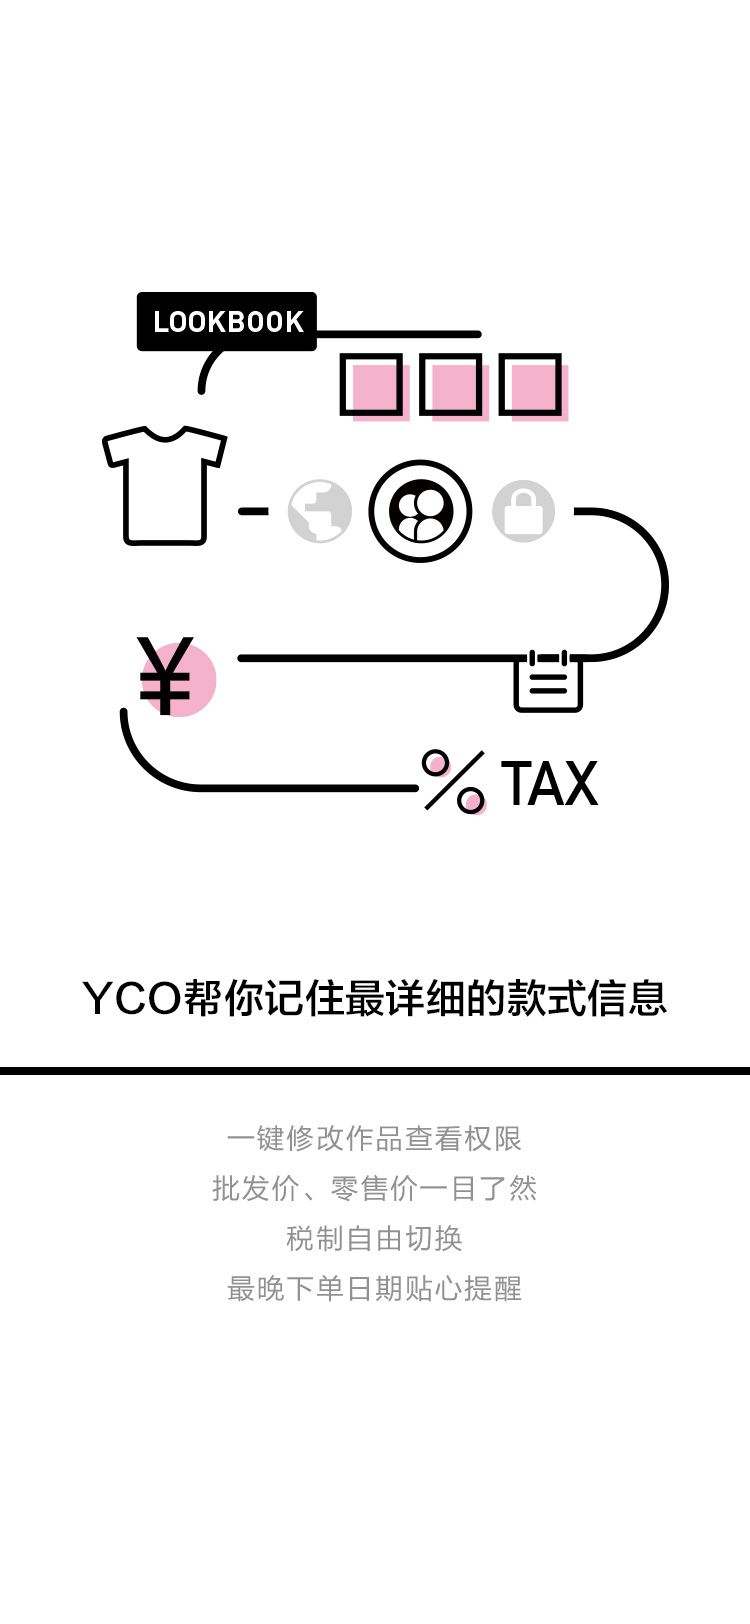 LOOKBOOK
¥
% TAX
YCO帮你记住最详细的款式信息
一键修改作品查看权限
批发价、零售价一目了然
税制自由切换
最晚下单日期贴心提醒